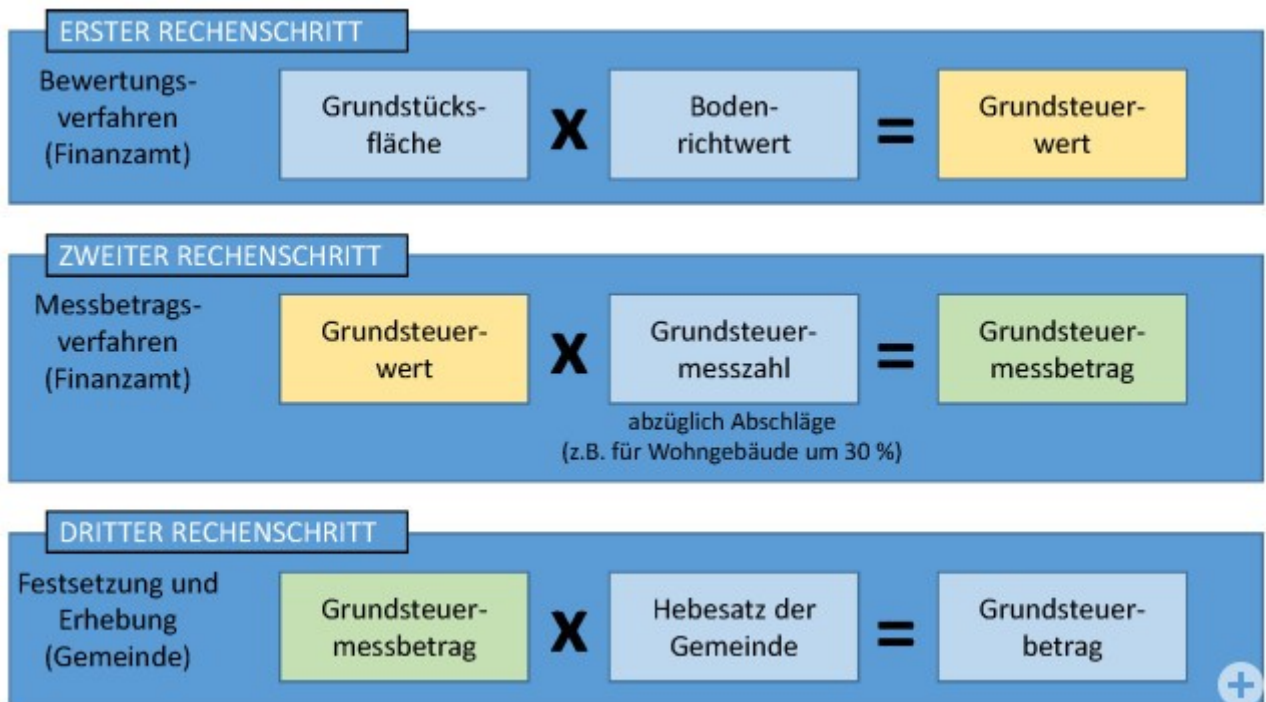 ERSTER RECHENSCHRITT
Bewertungs-
verfahren
(Finanzamt)
Grundstücks-
fläche
X
Boden-
richtwert
=
Grundsteuer-
wert
ZWEITER RECHENSCHRITT
Messbetrags-
verfahren
(Finanzamt)
Grundsteuer-
wert
X
Grundsteuer-
messzahl
abzüglich Abschläge
(z.B. für Wohngebäude um 30 %)
=
Grundsteuer-
messbetrag
DRITTER RECHENSCHRITT
Festsetzung und
Erhebung
(Gemeinde)
Grundsteuer-
messbetrag
X
Hebesatz der
Gemeinde
=
Grundsteuer-
betrag